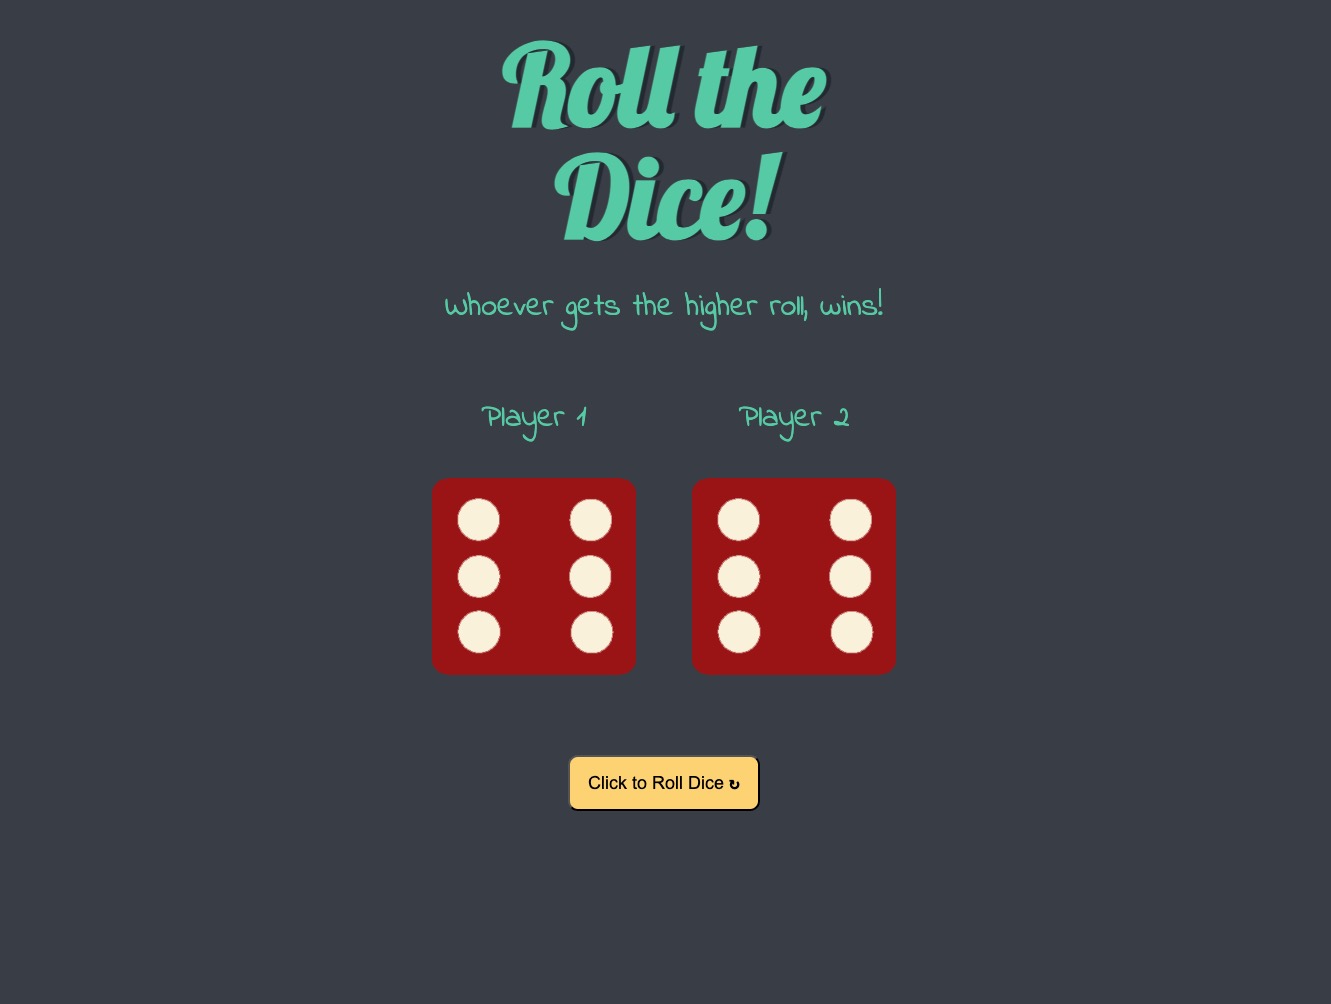 Roll the
Dice!
Whoever gets the higher roll, wins!
Player 1
Player 2
Click to Roll Dice ↻